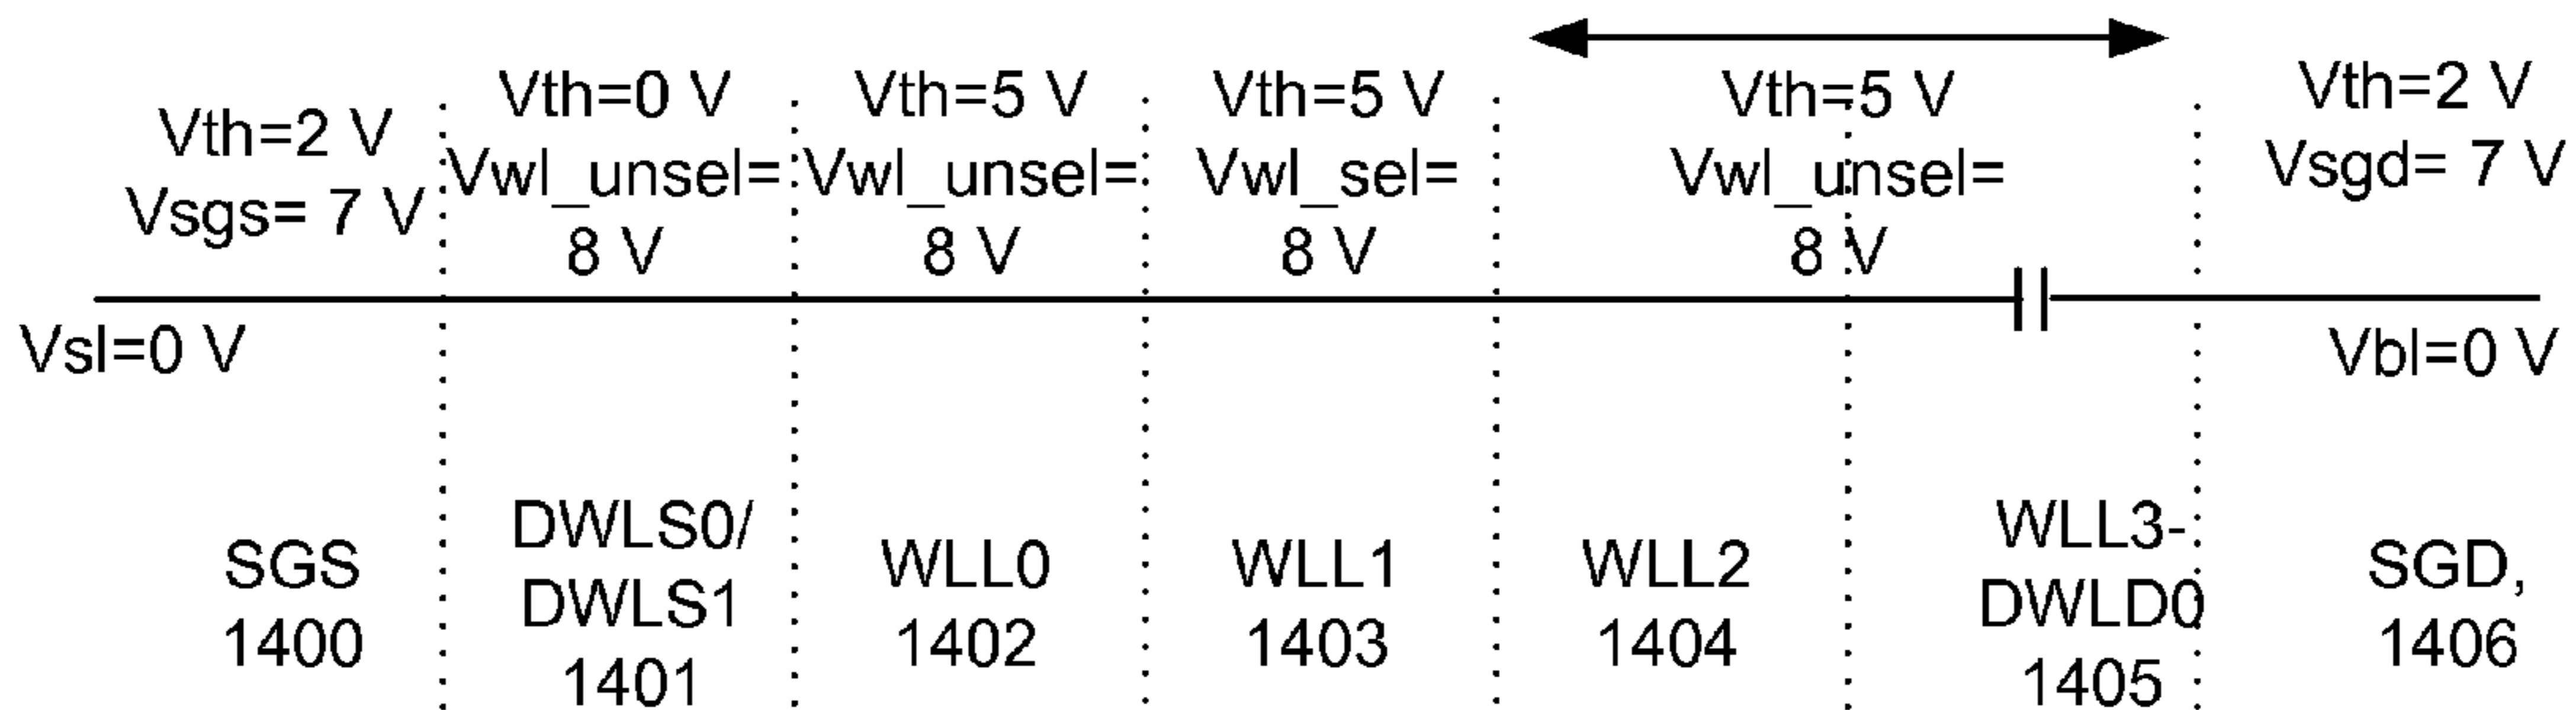 Vth=2 V
Vsgs= 7 V
Vth=0 V
Vwl_unsel=
8 V
Vth=5 V
Vwl_unsel=
8 V
Vth=5 V
Vwl_sel=
8 V
Vth=5 V
Vwl_unsel=
8 V
Vth=2 V
Vsgd= 7 V
Vsl=0 V
Vbl=0 V
SGS
1400
DWLS0/
DWLS1
1401
WLL0
1402
WLL1
1403
WLL2
1404
WLL3-
DWLD0
1405
SGD,
1406